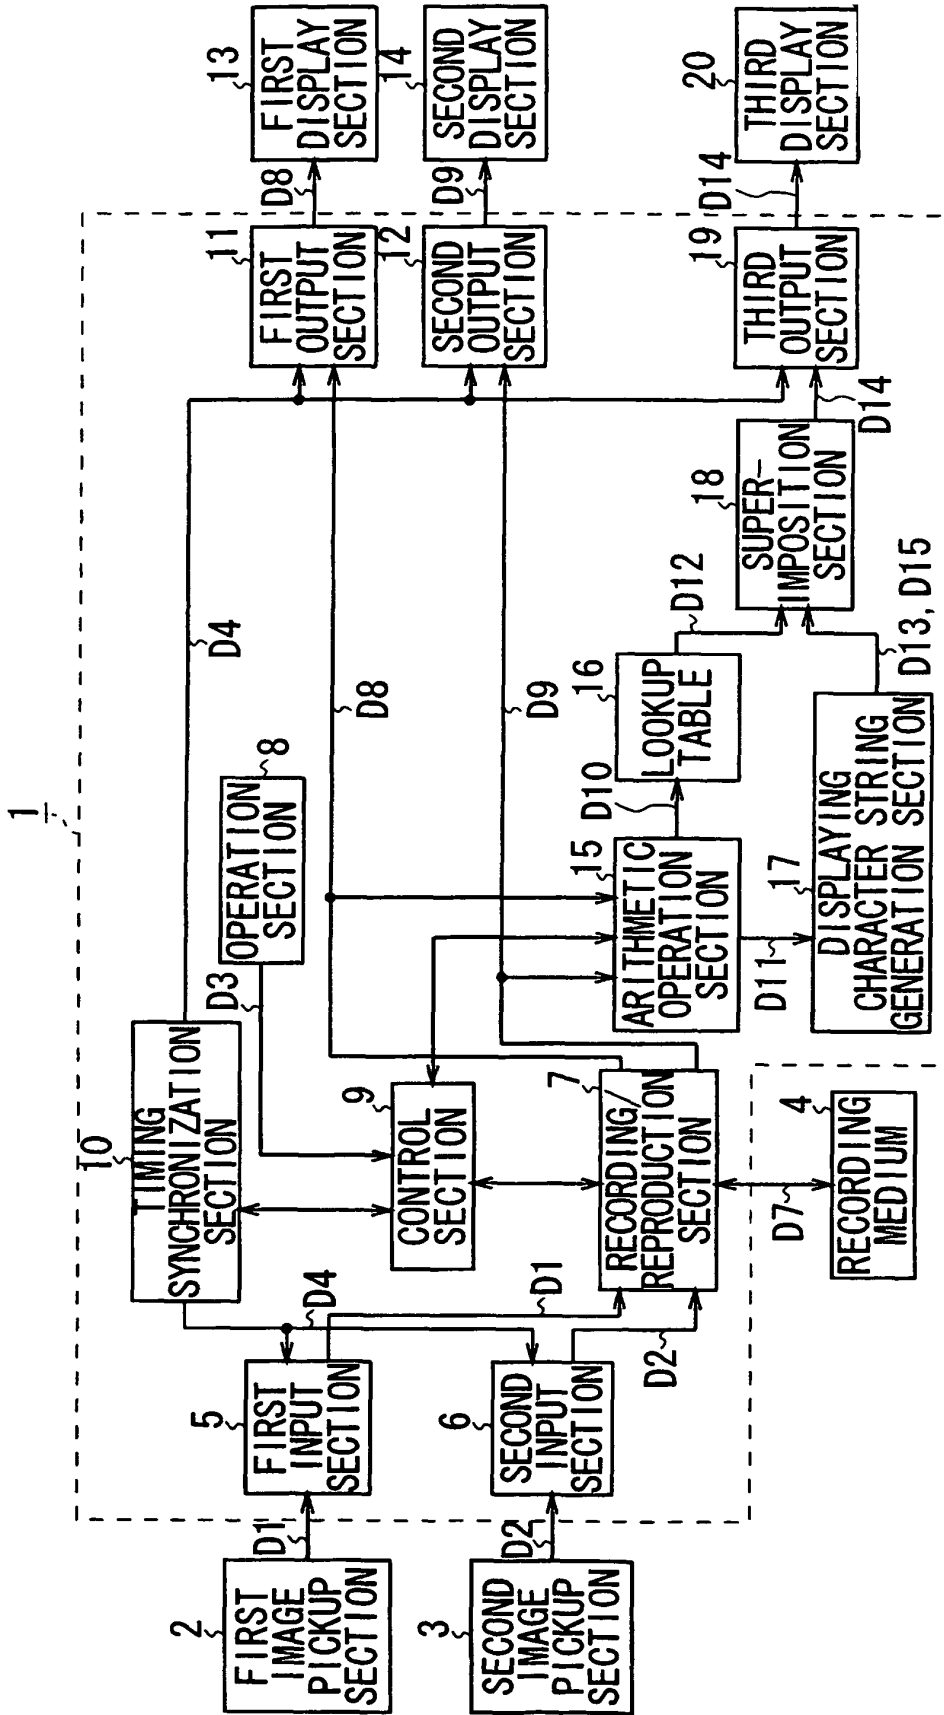 1
2
FIRST
IMAGE
PICKUP
SECTION
D1
5
FIRST
INPUT
SECTION
3
SECOND
IMAGE
PICKUP
SECTION
D2
6
SECOND
INPUT
SECTION
D4
D1
D2
10
TIMING
SYNCHRONIZATION
SECTION
D3
8
OPERATION
SECTION
9
CONTROL
SECTION
7
RECORDING/
REPRODUCTION
SECTION
D7
4
RECORDING
MEDIUM
D4
D8
D9
15
ARITHMETIC
OPERATION
SECTION
D10
16
LOOKUP
TABLE
D12
D11
17
DISPLAYING
CHARACTER STRING
GENERATION SECTION
D13, D15
18
SUPER-
IMPOSITION
SECTION
D14
11
FIRST
OUTPUT
SECTION
D8
13
FIRST
DISPLAY
SECTION
12
SECOND
OUTPUT
SECTION
D9
14
SECOND
DISPLAY
SECTION
19
THIRD
OUTPUT
SECTION
D14
20
THIRD
DISPLAY
SECTION